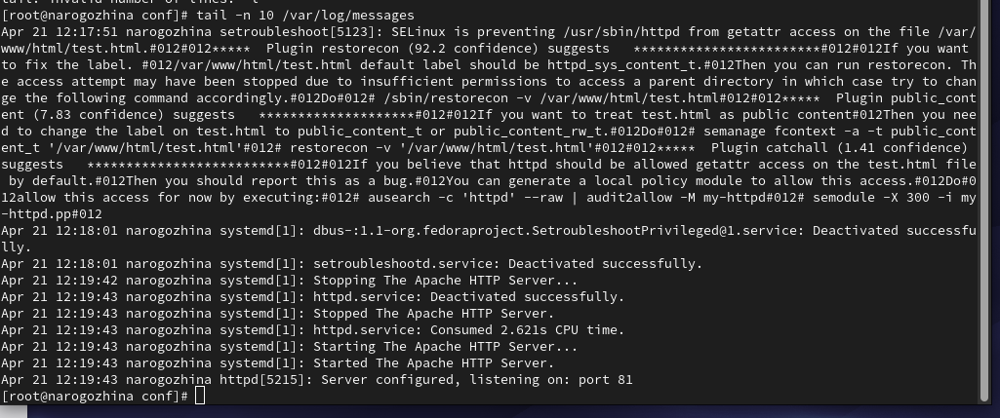 [root@narogozhina conf]# tail -n 10 /var/log/messages
Apr 21 12:17:51 narogozhina setroubleshoot[5123]: SELinux is preventing /usr/sbin/httpd from getattr access on the file /var/
www/html/test.html.#012#012*****  Plugin restorecon (92.2 confidence) suggests   ************************#012#012If you want
to fix the label. #012/var/www/html/test.html default label should be httpd_sys_content_t.#012Then you can run restorecon. Th
e access attempt may have been stopped due to insufficient permissions to access a parent directory in which case try to chan
ge the following command accordingly.#012Do#012# /sbin/restorecon -v /var/www/html/test.html#012#012*****  Plugin public_cont
ent (7.83 confidence) suggests   ********************#012#012If you want to treat test.html as public content#012Then you nee
d to change the label on test.html to public_content_t or public_content_rw_t.#012Do#012# semanage fcontext -a -t public_cont
ent_t '/var/www/html/test.html'#012# restorecon -v '/var/www/html/test.html'#012#012*****  Plugin catchall (1.41 confidence)
suggests   **************************#012#012If you believe that httpd should be allowed getattr access on the test.html file
 by default.#012Then you should report this as a bug.#012You can generate a local policy module to allow this access.#012Do#0
12allow this access for now by executing:#012# ausearch -c 'httpd' --raw | audit2allow -M my-httpd#012# semodule -X 300 -i my
-httpd.pp#012
Apr 21 12:18:01 narogozhina systemd[1]: dbus-:1.1-org.fedoraproject.SetroubleshootPrivileged@1.service: Deactivated successfu
lly.
Apr 21 12:18:01 narogozhina systemd[1]: setroubleshootd.service: Deactivated successfully.
Apr 21 12:19:42 narogozhina systemd[1]: Stopping The Apache HTTP Server...
Apr 21 12:19:43 narogozhina systemd[1]: httpd.service: Deactivated successfully.
Apr 21 12:19:43 narogozhina systemd[1]: Stopped The Apache HTTP Server.
Apr 21 12:19:43 narogozhina systemd[1]: httpd.service: Consumed 2.621s CPU time.
Apr 21 12:19:43 narogozhina systemd[1]: Starting The Apache HTTP Server...
Apr 21 12:19:43 narogozhina systemd[1]: Started The Apache HTTP Server.
Apr 21 12:19:43 narogozhina httpd[5215]: Server configured, listening on: port 81
[root@narogozhina conf]#